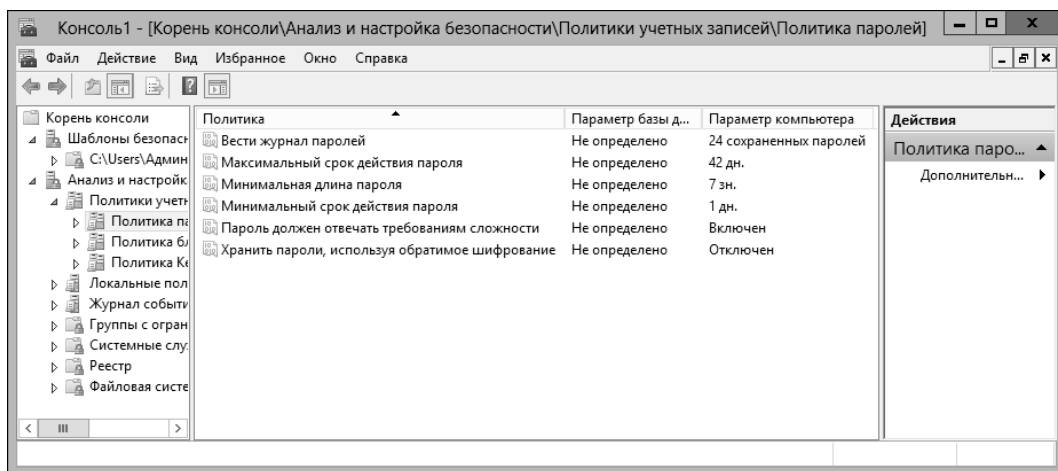 Консоль1 - [Корень консоли\Анализ и настройка безопасности\Политики учетных записей\Политика паролей]
Файл Действие Вид Избранное Окно Справка
Корень консоли
Шаблоны безопасн
C:\Users\Админ
Анализ и настройк
Политики учетн
Политика па
Политика бл
Политика Ke
Локальные пол
Журнал событи
Группы с огран
Системные слу
Реестр
Файловая систе
Политика Параметр базы д... Параметр компьютера
Вести журнал паролей Не определено 24 сохраненных паролей
Максимальный срок действия пароля Не определено 42 дн.
Минимальная длина пароля Не определено 7 зн.
Минимальный срок действия пароля Не определено 1 дн.
Пароль должен отвечать требованиям сложности Не определено Включен
Хранить пароли, используя обратимое шифрование Не определено Отключен
Действия
Политика паро...
Дополнительн...